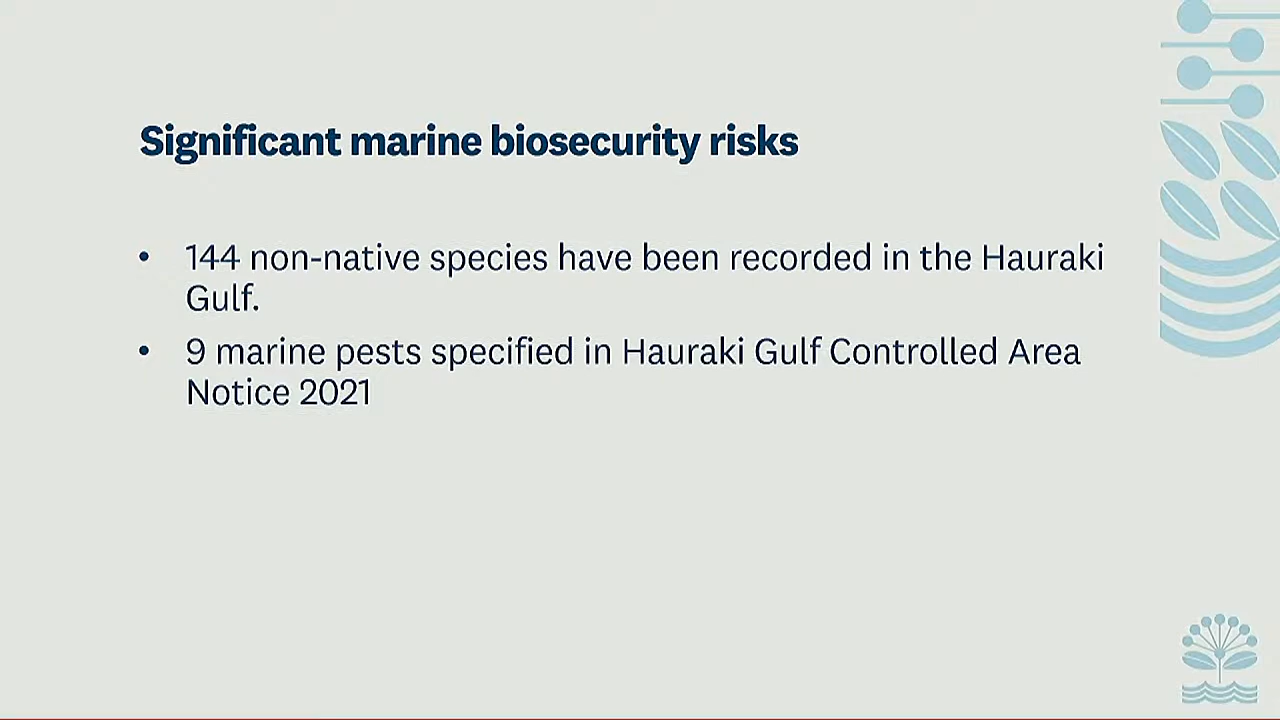 Significant marine biosecurity risks
• 144 non-native species have been recorded in the Hauraki
Gulf.
• 9 marine pests specified in Hauraki Gulf Controlled Area
Notice 2021